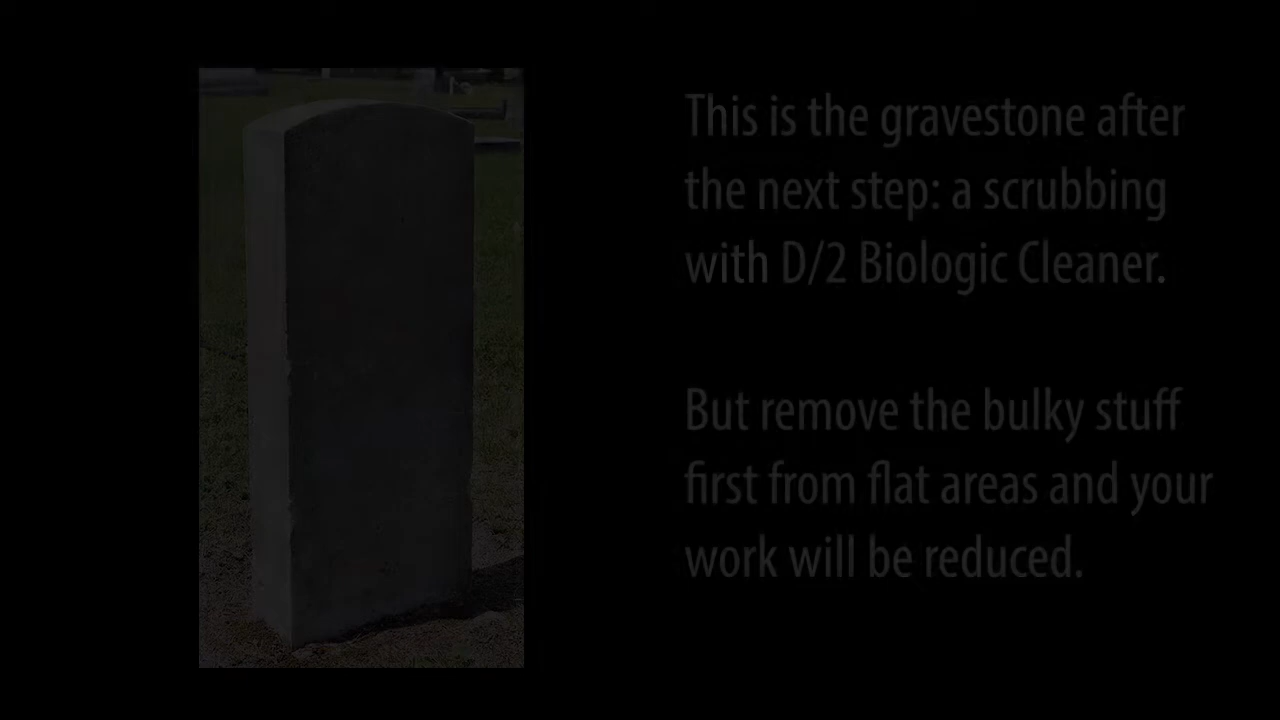 This is the gravestone after
the next step: a scrubbing
with D/2 Biologic Cleaner.
But remove the bulky stuff
first from flat areas and your
work will be reduced.